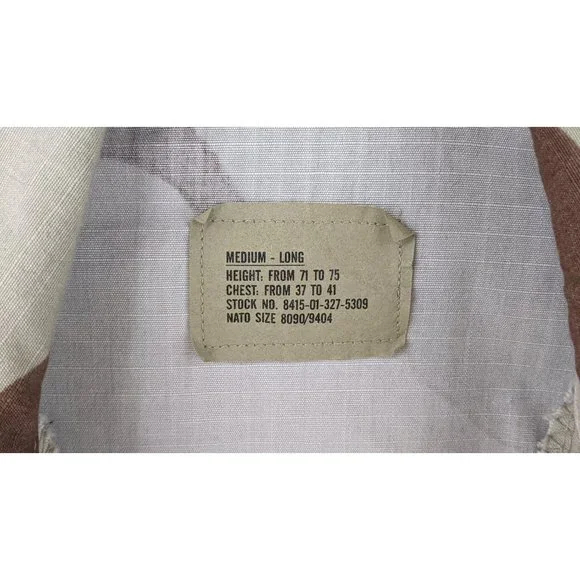 MEDIUM - LONG
HEIGHT: FROM 71 TO 75
CHEST: FROM 37 TO 41
STOCK NO. 8415-01-327-5309
NATO SIZE 8090/9404